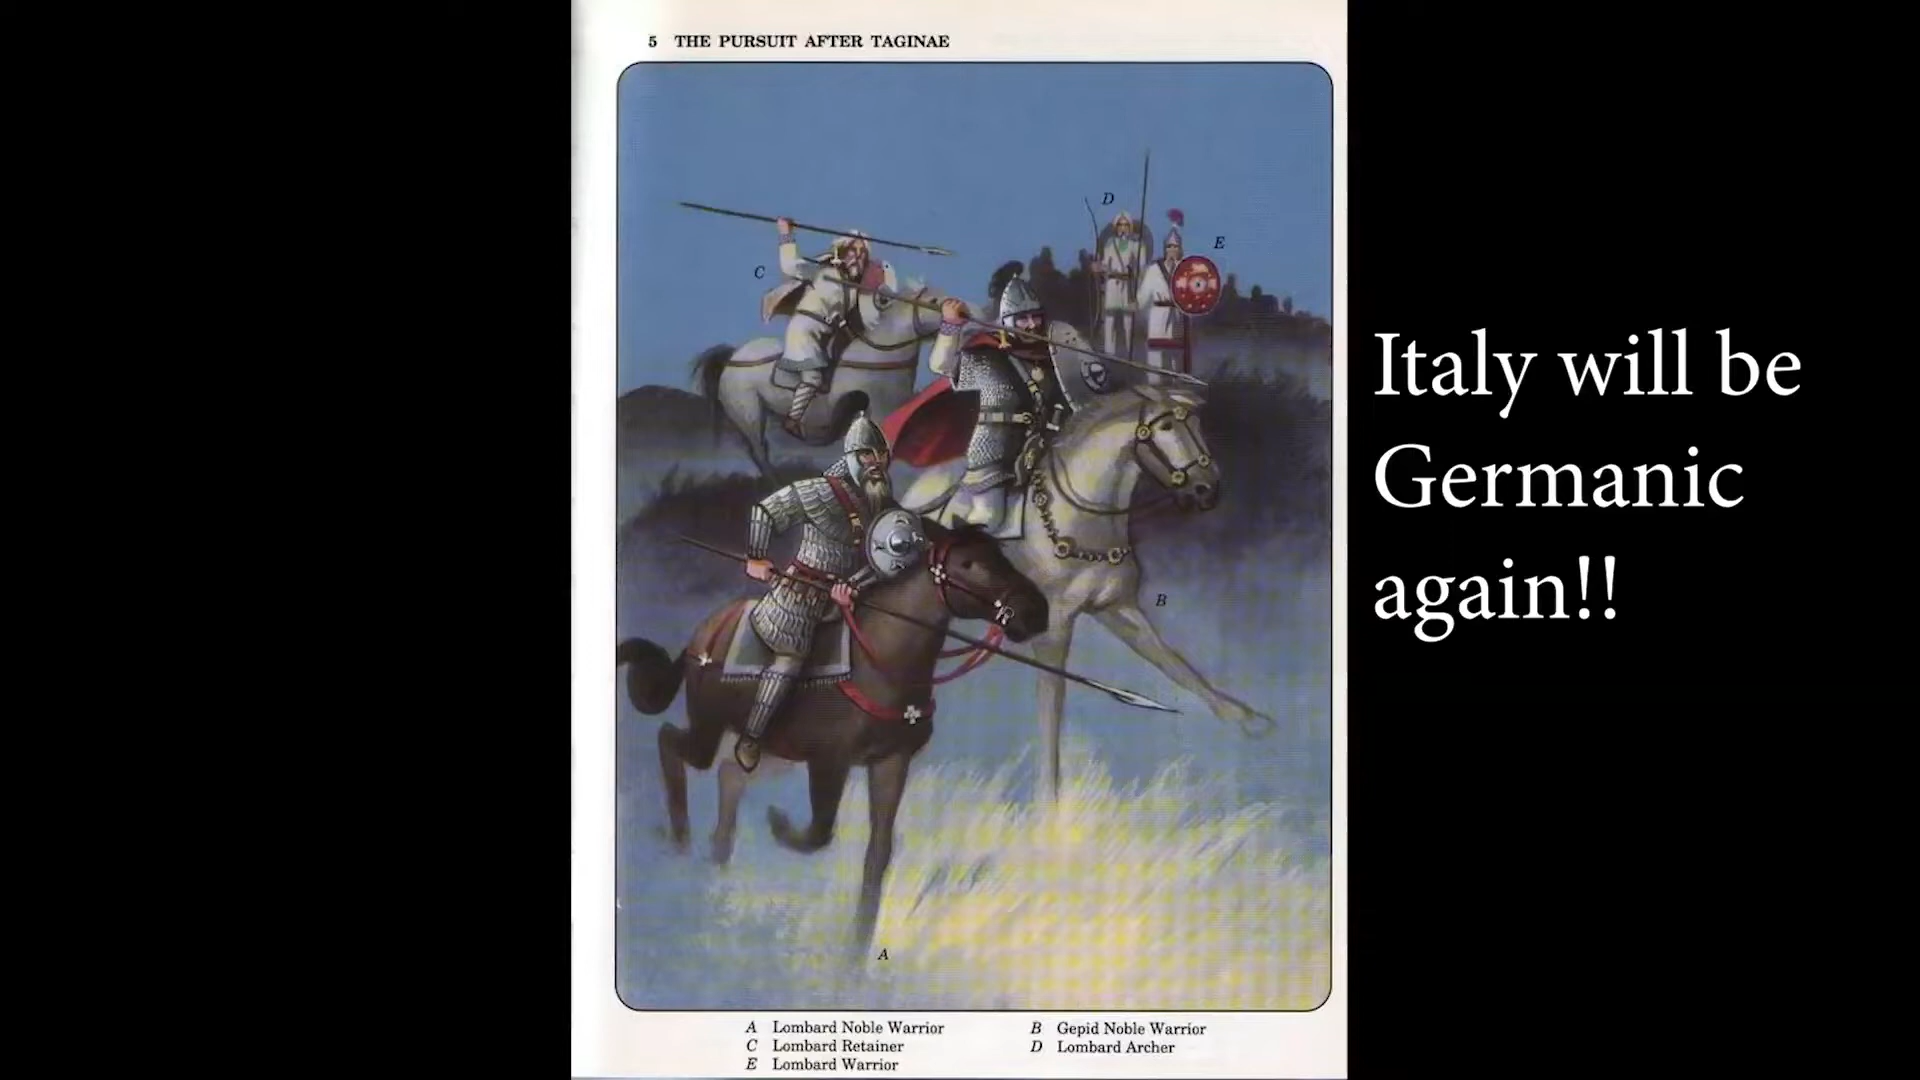 5 THE PURSUIT AFTER TAGINAE
D
E
C
B
A
Italy will be
Germanic
again!!
A Lombard Noble Warrior
B Gepid Noble Warrior
C Lombard Retainer
D Lombard Archer
E Lombard Warrior